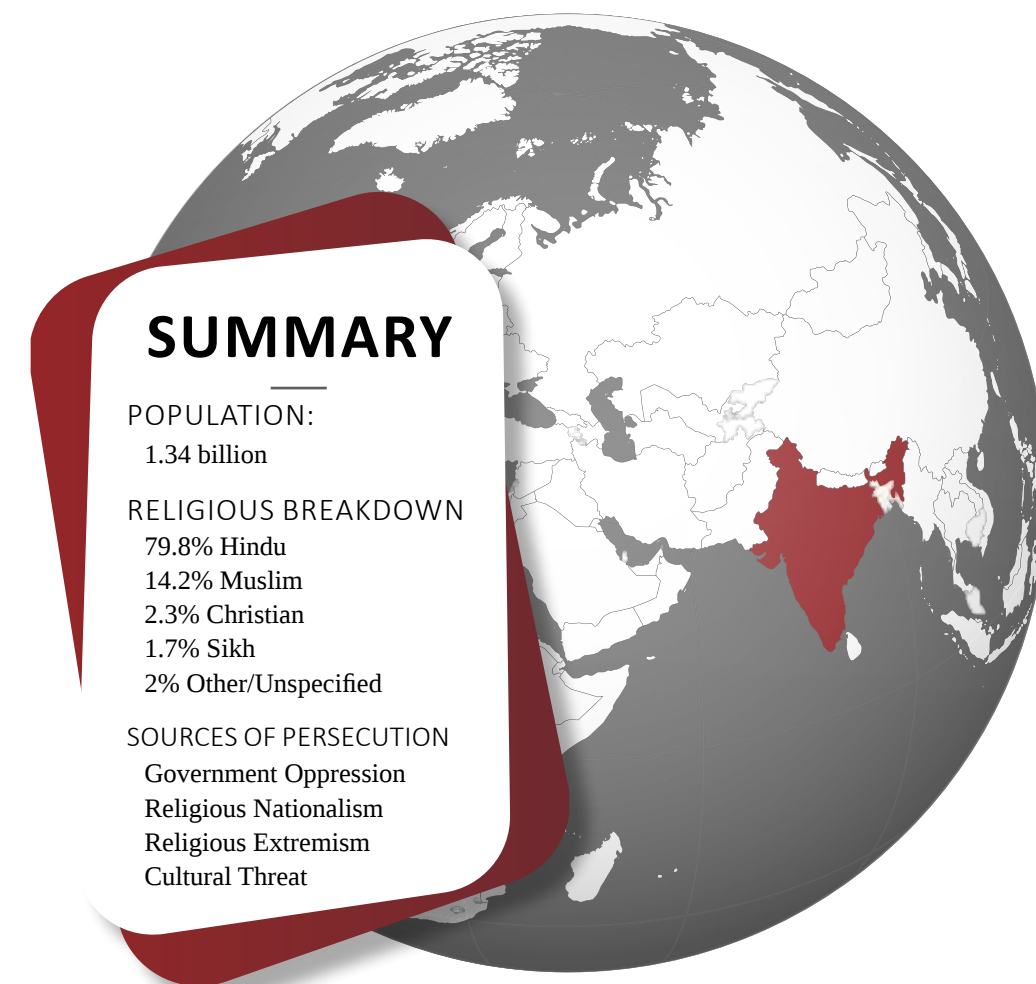 SUMMARY
POPULATION:
1.34 billion
RELIGIOUS BREAKDOWN
79.8% Hindu
14.2% Muslim
2.3% Christian
1.7% Sikh
2% Other/Unspecified
SOURCES OF PERSECUTION
Government Oppression
Religious Nationalism
Religious Extremism
Cultural Threat